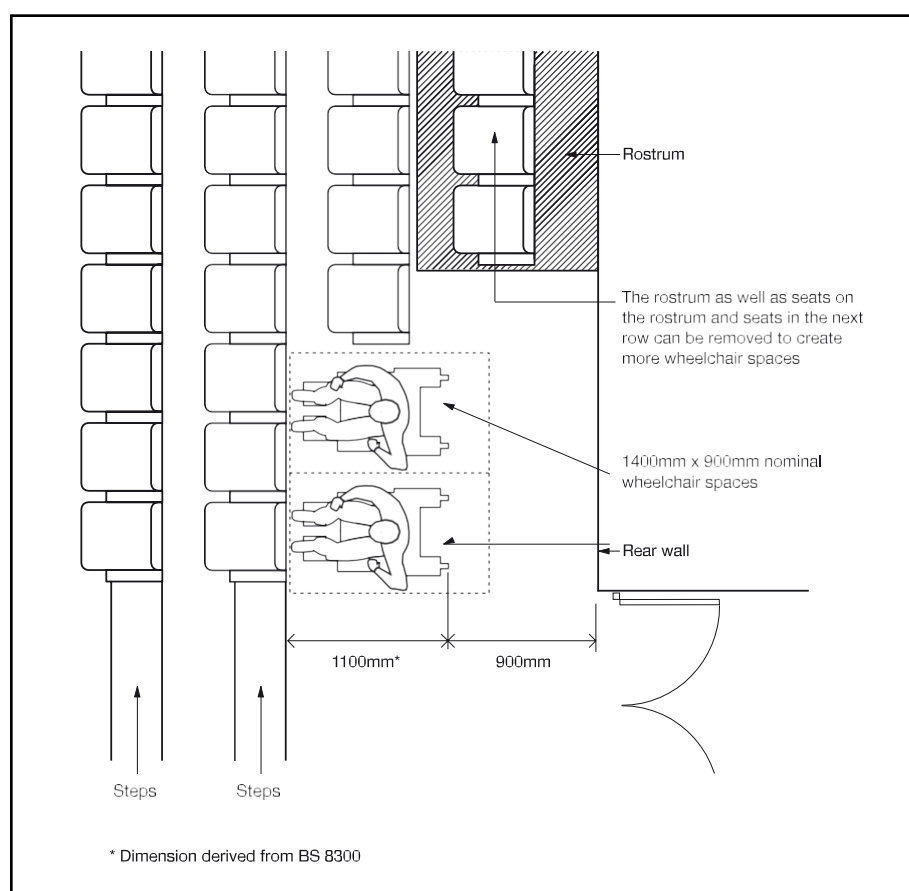 Rostrum
The rostrum as well as seats on
the rostrum and seats in the next
row can be removed to create
more wheelchair spaces
1400mm x 900mm nominal
wheelchair spaces
Rear wall
1100mm*
900mm
Steps
Steps
* Dimension derived from BS 8300